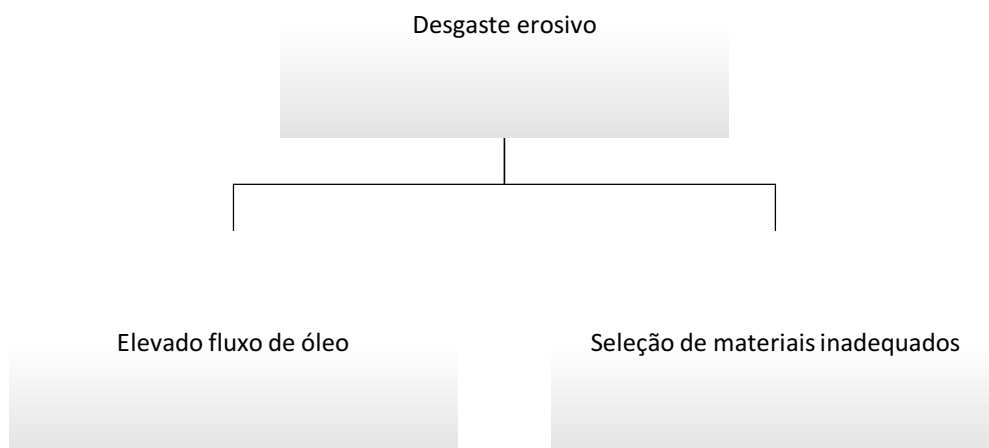 Desgaste erosivo
Elevado fluxo de óleo
Seleção de materiais inadequados